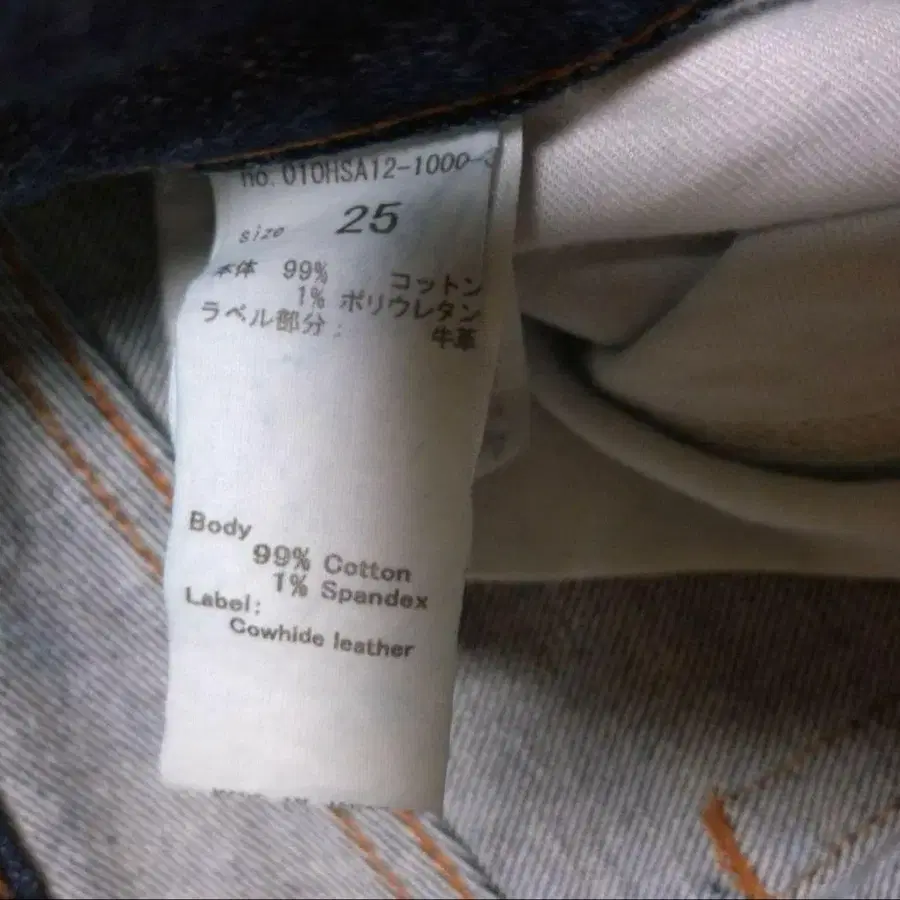 no. 010HSA12-1000-
size 25
本体 99% コットン
1% ポリウレタン
ラベル部分: 牛革
Body
99% Cotton
1% Spandex
Label:
Cowhide leather